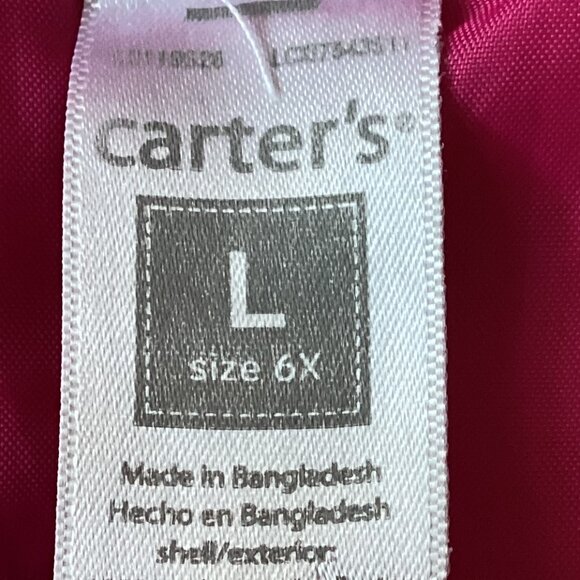 carter's®
L
size 6X
Made in Bangladesh
Hecho en Bangladesh
shell/exterior: